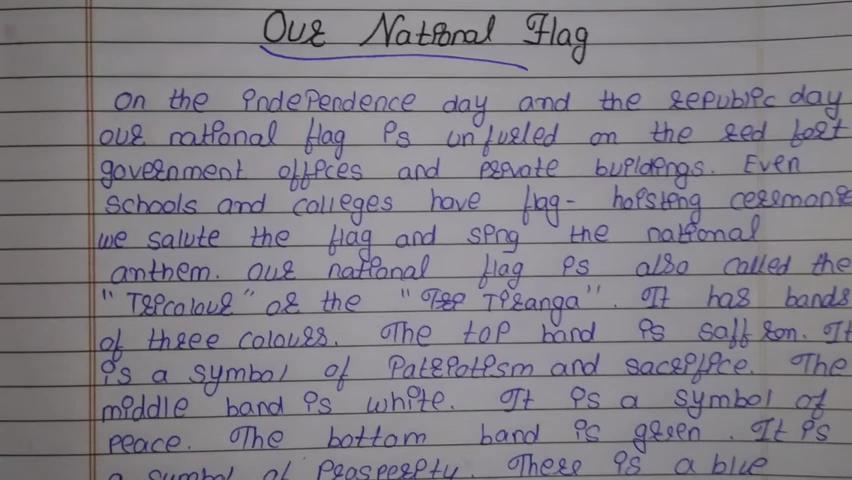 Our National Flag
On the independence day and the republic day
our national flag is unfurled on the red fort
government offices and private buildings. Even
schools and colleges have flag- hoisting ceremony
we salute the flag and sing the national
anthem. Our national flag is also called the
"Tricolour" or the "Tiranga". It has bands
of three colours. The top band is saffron. It
is a symbol of Patriotism and sacrifice. The
middle band is white. It is a symbol of
peace. The bottom band is green. It is
a symbol of Prosperity. There is a blue